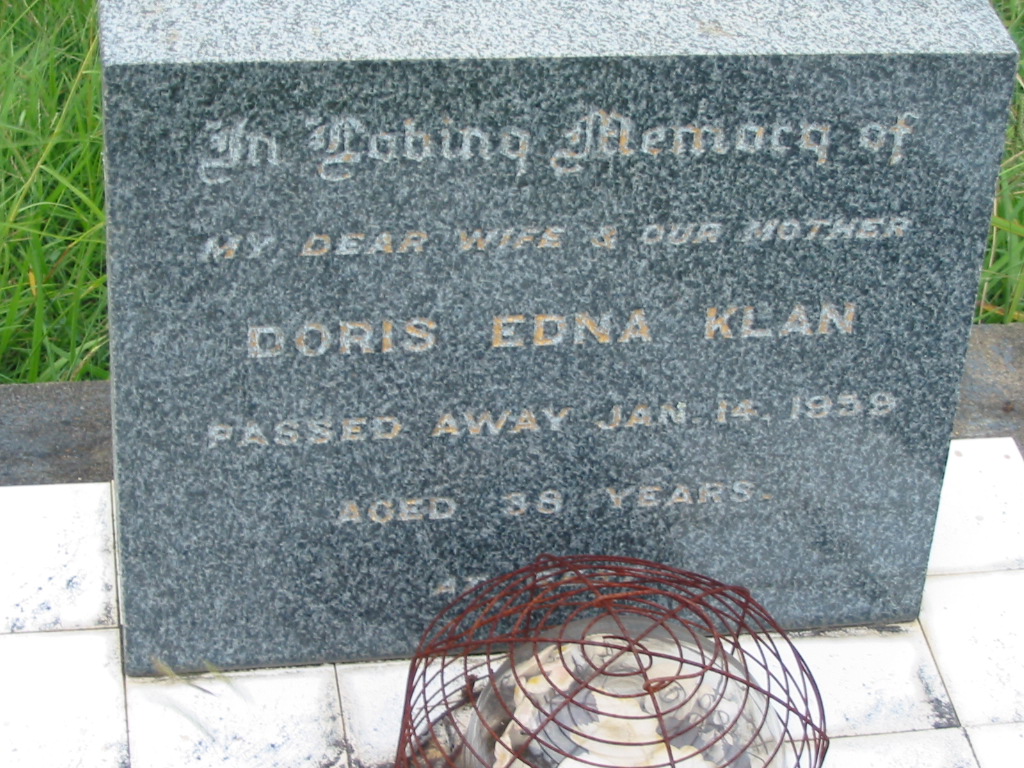 In Loving Memory of
MY DEAR WIFE & OUR MOTHER
DORIS EDNA KLAN
PASSED AWAY JAN. 14, 1959
AGED 38 YEARS.